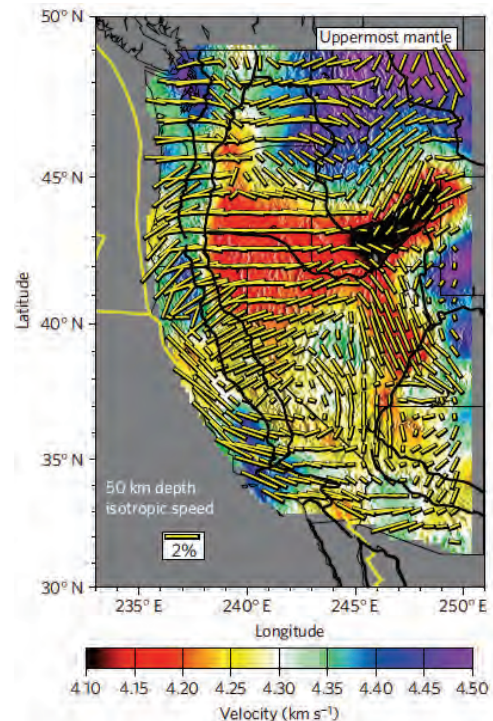 50° N
Uppermost mantle
45° N
Latitude
40° N
35° N
50 km depth
isotropic speed
2%
30° N
235° E 240° E 245° E 250° E
Longitude
4.10 4.15 4.20 4.25 4.30 4.35 4.40 4.45 4.50
Velocity (km s⁻¹)